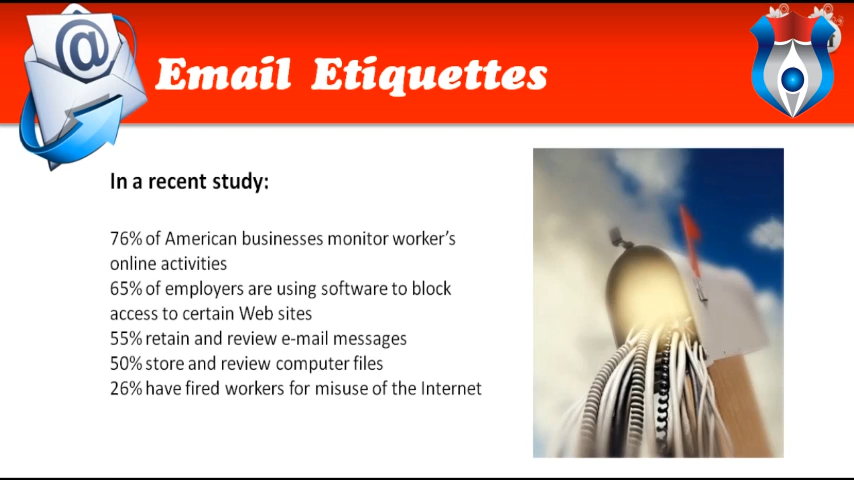 Email Etiquettes
In a recent study:
76% of American businesses monitor worker's
online activities
65% of employers are using software to block
access to certain Web sites
55% retain and review e-mail messages
50% store and review computer files
26% have fired workers for misuse of the Internet